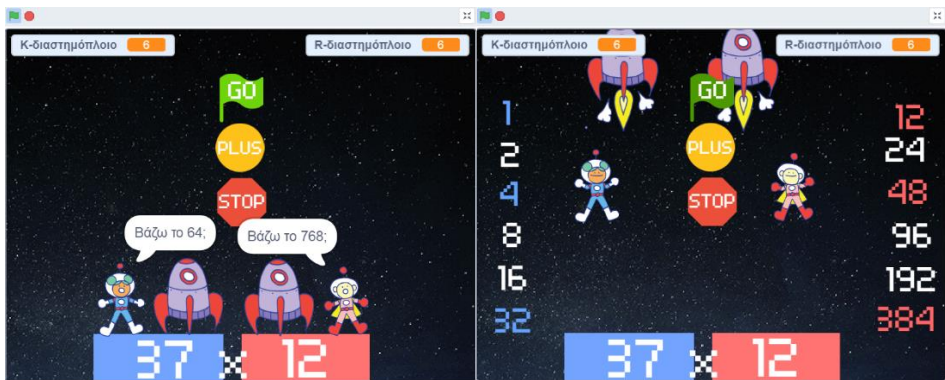 Κ-διαστημόπλοιο 6
R-διαστημόπλοιο 6
GO
PLUS
STOP
Βάζω το 64;
Βάζω το 768;
37 x 12
Κ-διαστημόπλοιο 6
R-διαστημόπλοιο 6
GO
PLUS
STOP
1 12
2 24
4 48
8 96
16 192
32 384
37 x 12